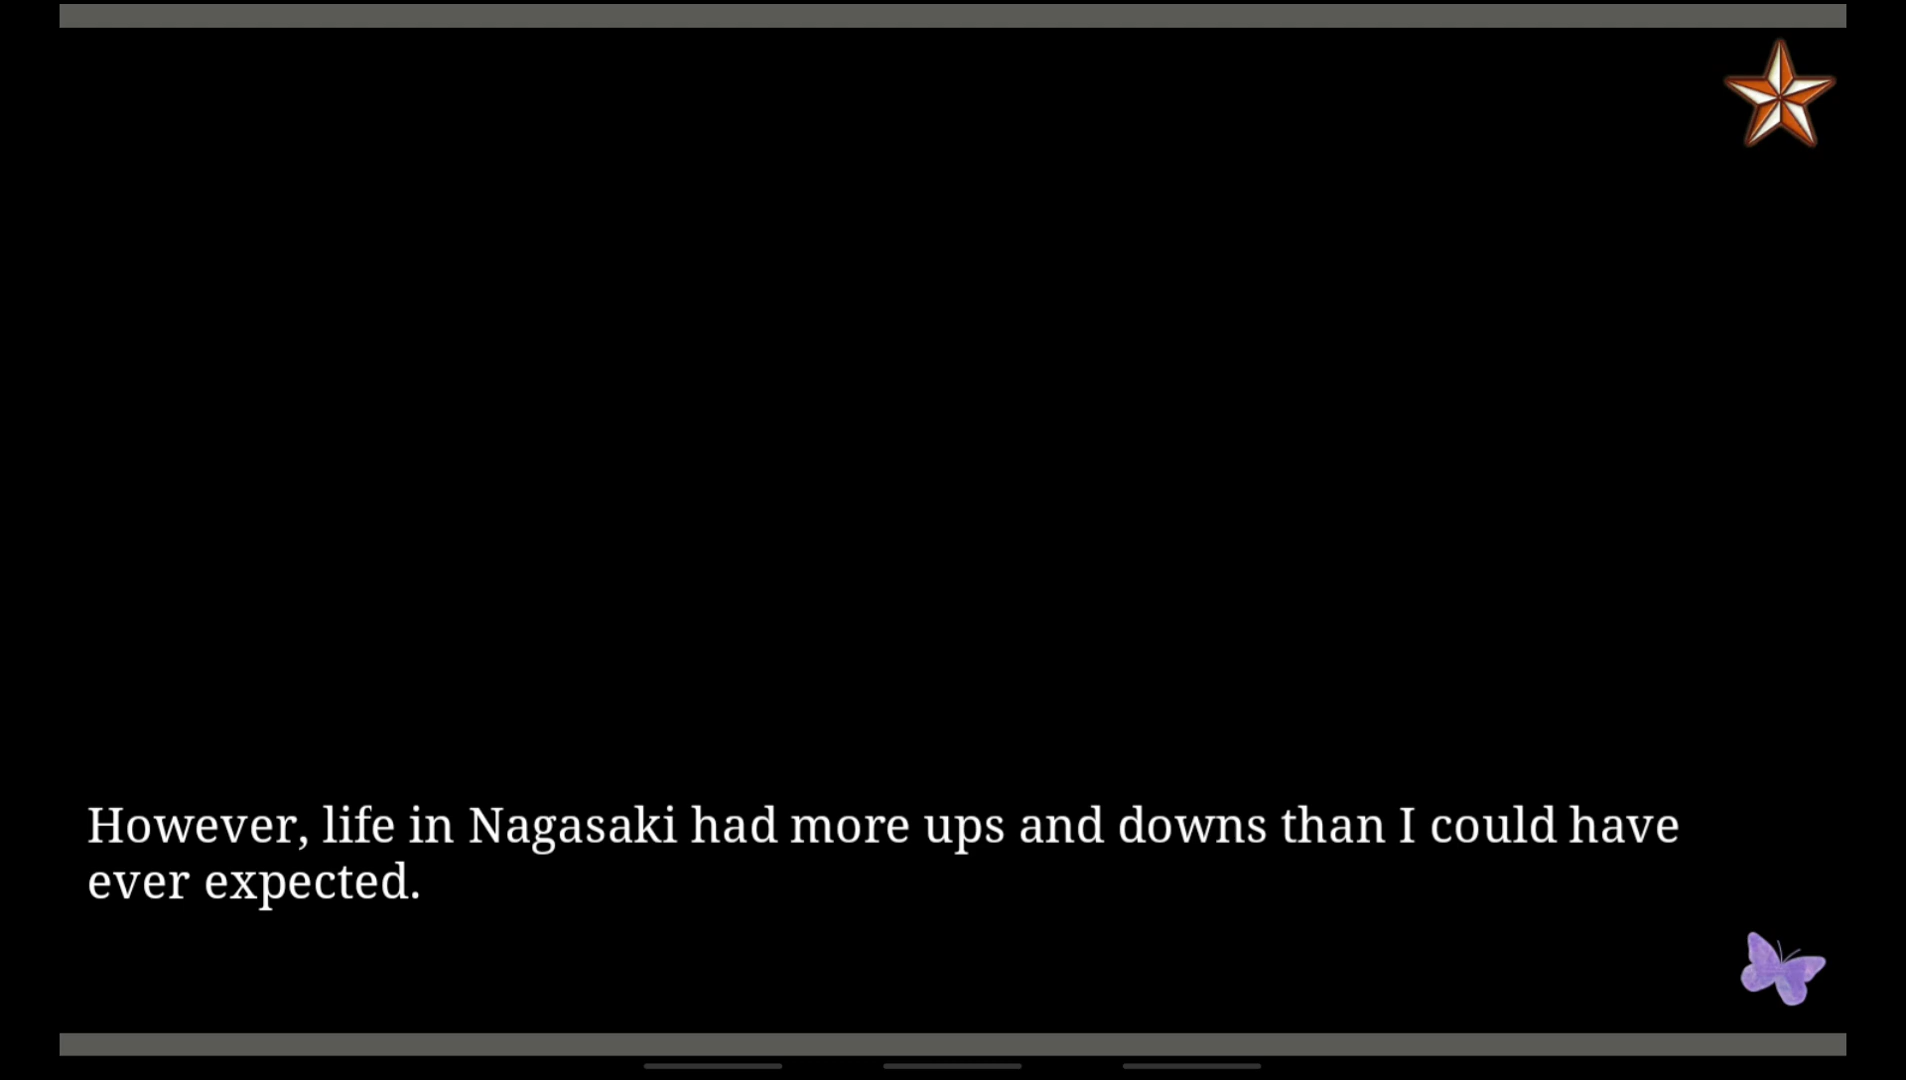 However, life in Nagasaki had more ups and downs than I could have
ever expected.